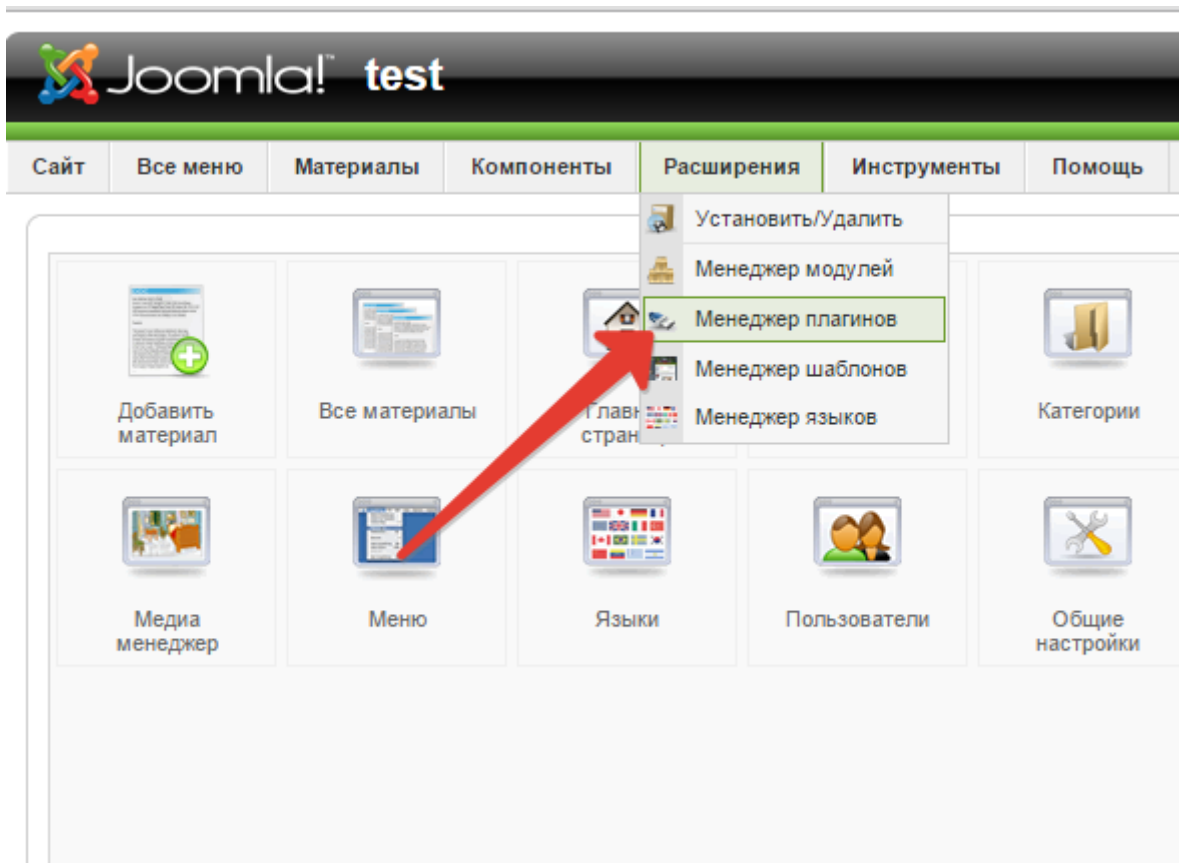 Joomla!™ test
Сайт Все меню Материалы Компоненты Расширения Инструменты Помощь
Установить/Удалить
Менеджер модулей
Менеджер плагинов
Менеджер шаблонов
Менеджер языков
Добавить
материал
Все материалы
Категории
Медиа
менеджер
Меню
Языки
Пользователи
Общие
настройки